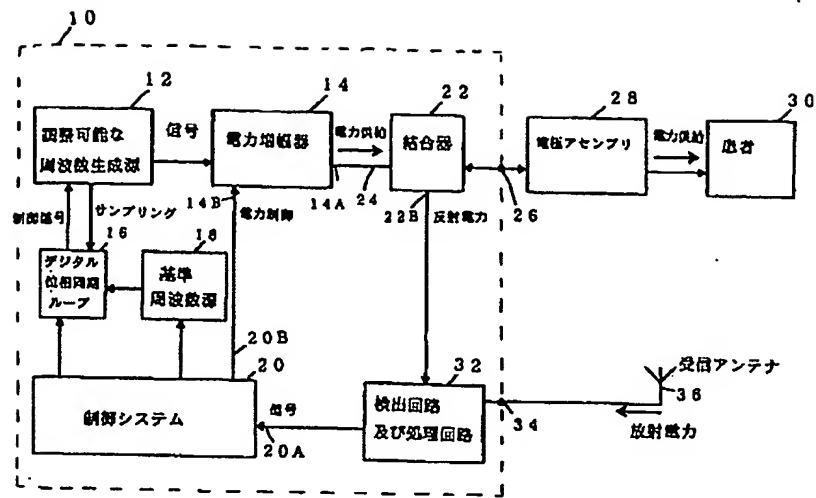 10
12
調整可能な
周波数生成源
信号
14
電力増幅器
電力供給
22
結合器
28
電圧アセンブリ
電力供給
30
患者
制御信号
サンプリング
14B
電力制御
14A
24
22B
反射電力
26
16
デジタル
位相同期
ループ
18
基準
周波数源
20B
20
制御システム
信号
20A
32
検出回路
及び処理回路
34
受信アンテナ
36
放射電力